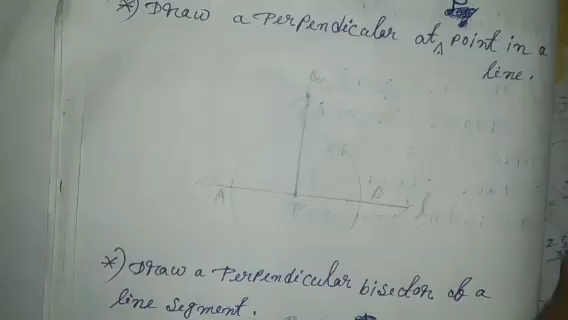 *) Draw a perpendicular at A point in a
line.
A P B l
*) Draw a perpendicular bisector of a
line segment.